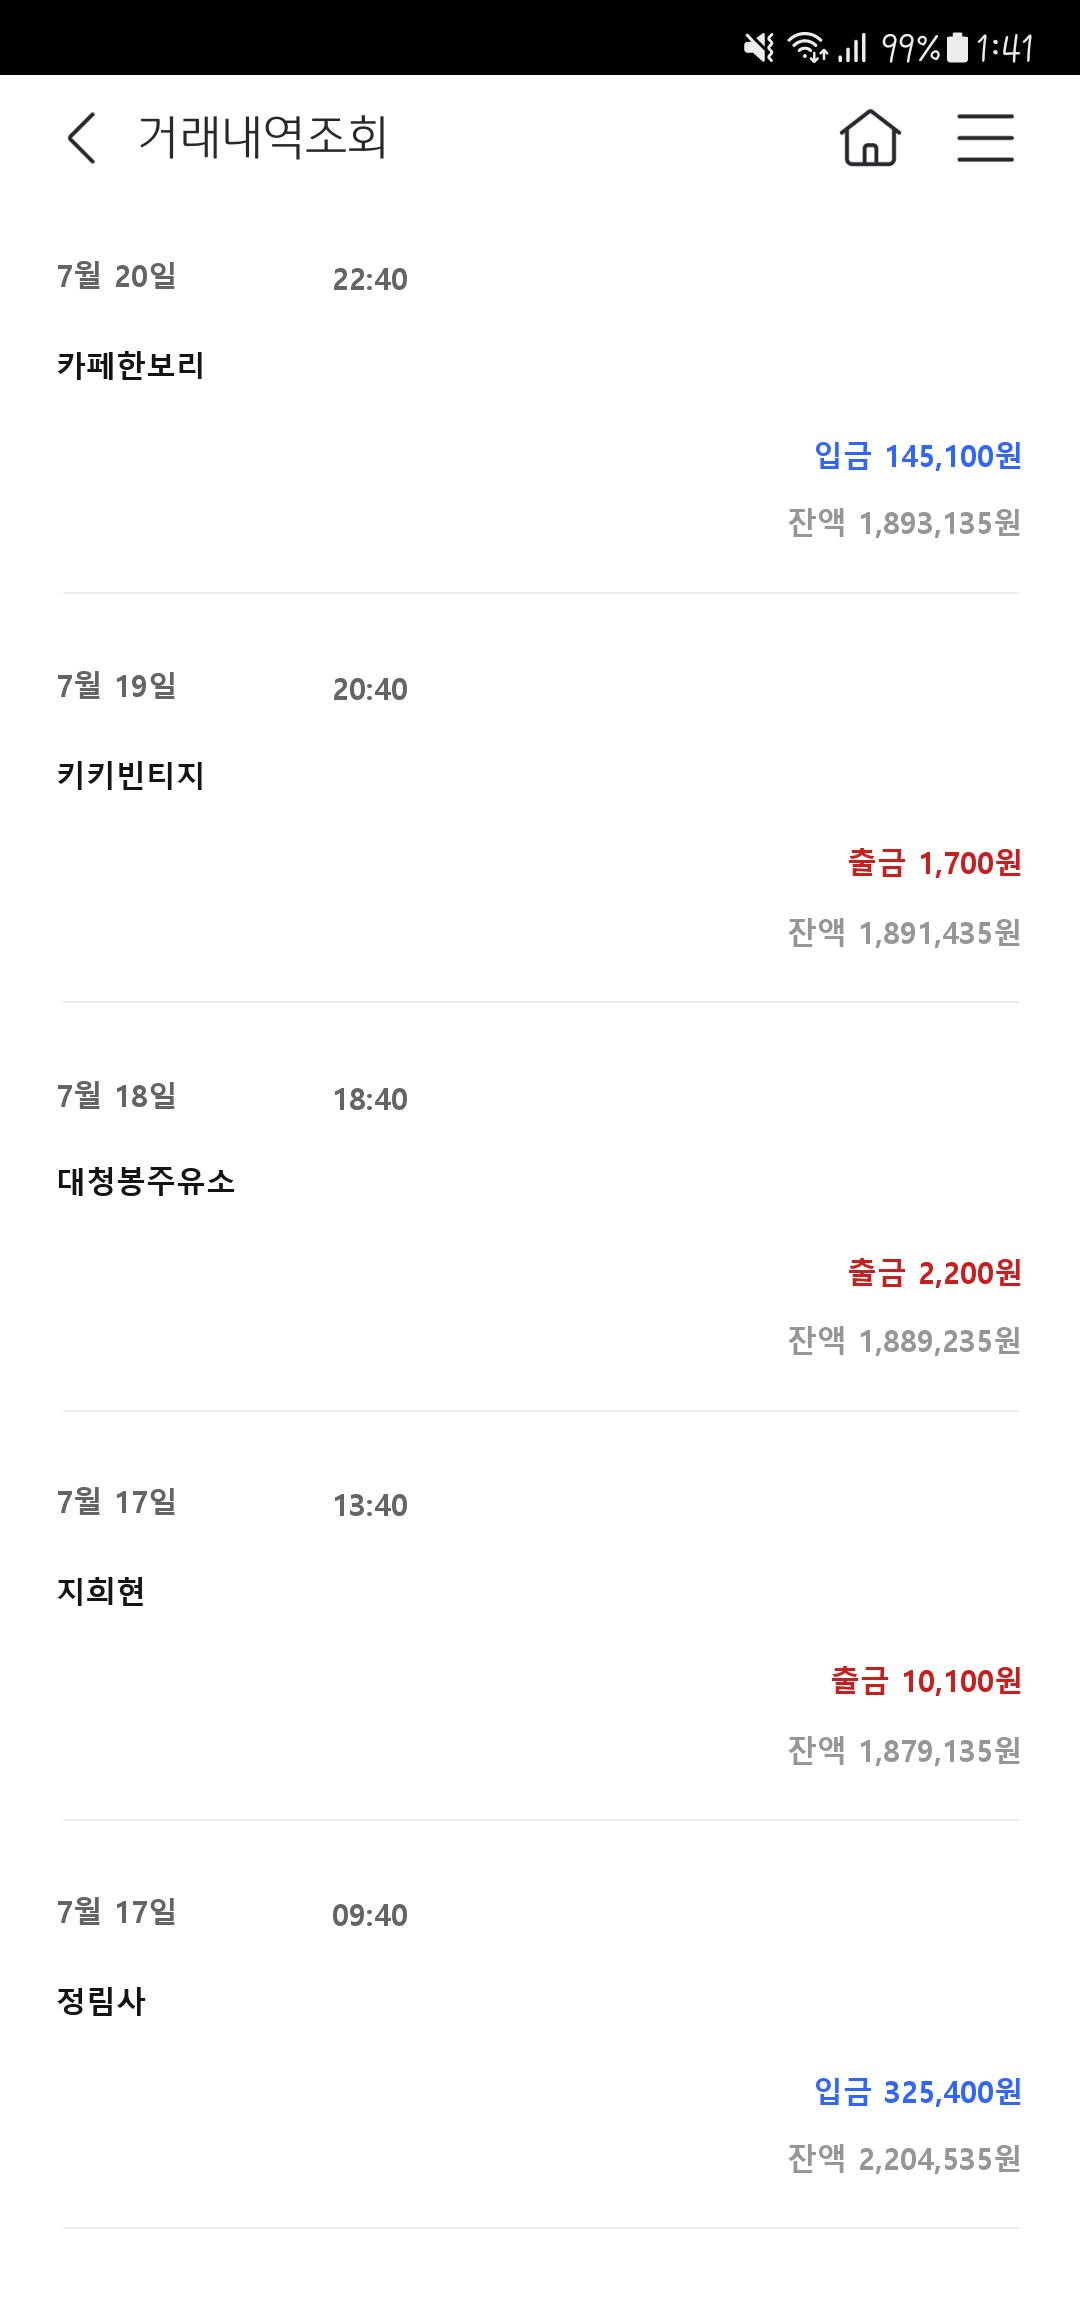 99% 1:41
거래내역조회
7월 20일 22:40
카페한보리
입금 145,100원
잔액 1,893,135원
7월 19일 20:40
키키빈티지
출금 1,700원
잔액 1,891,435원
7월 18일 18:40
대청봉주유소
출금 2,200원
잔액 1,889,235원
7월 17일 13:40
지희현
출금 10,100원
잔액 1,879,135원
7월 17일 09:40
정림사
입금 325,400원
잔액 2,204,535원